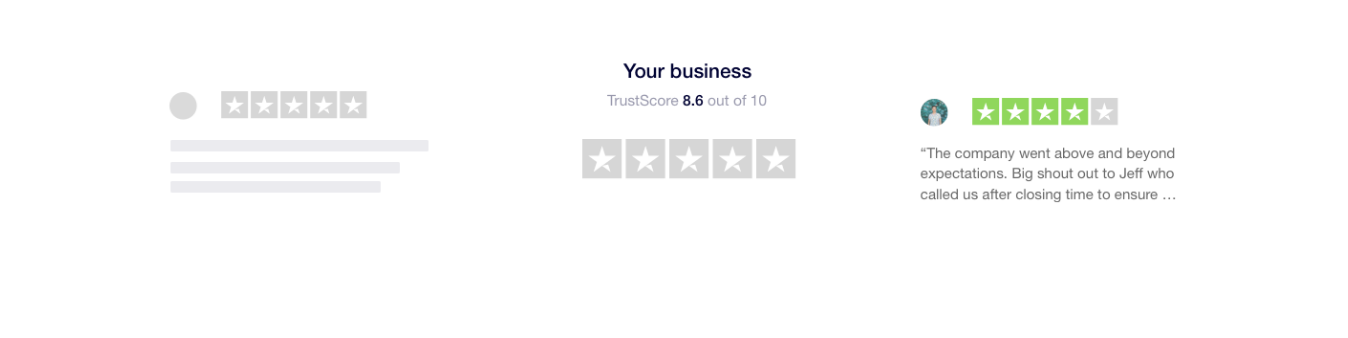 Your business
TrustScore 8.6 out of 10
“The company went above and beyond
expectations. Big shout out to Jeff who
called us after closing time to ensure …